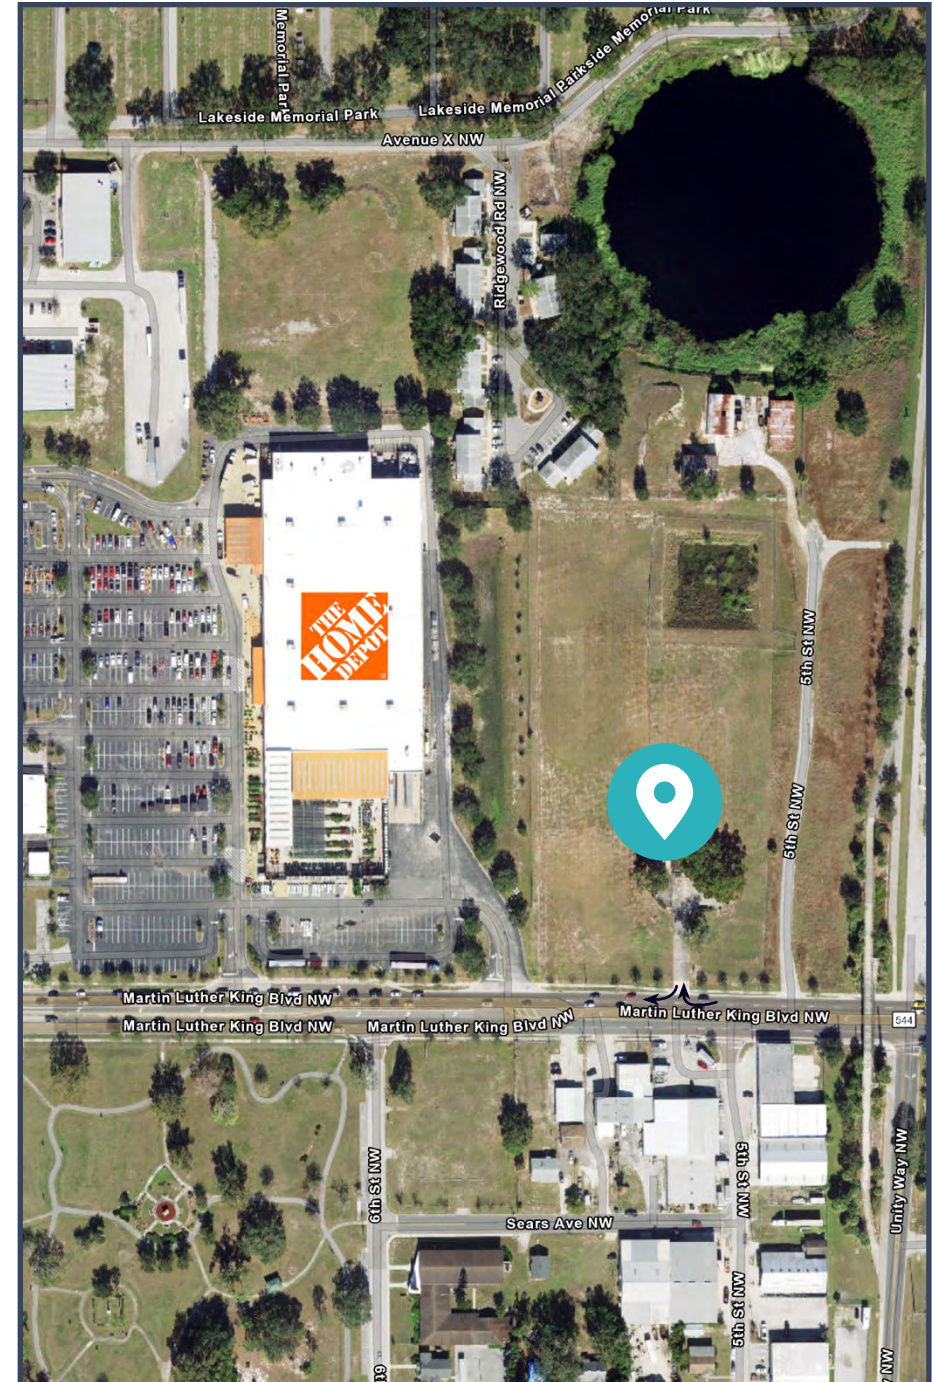 Memorial Park
Lakeside Memorial Park
Lakeside Memorial Park
side Memorial Park
Avenue X NW
Ridgewood Rd NW
THE
HOME
DEPOT
5th St NW
5th St NW
Martin Luther King Blvd NW
Martin Luther King Blvd NW
Martin Luther King Blvd NW
Martin Luther King Blvd NW
544
6th St NW
5th St NW
Unity Way NW
Sears Ave NW
5th St NW
NW